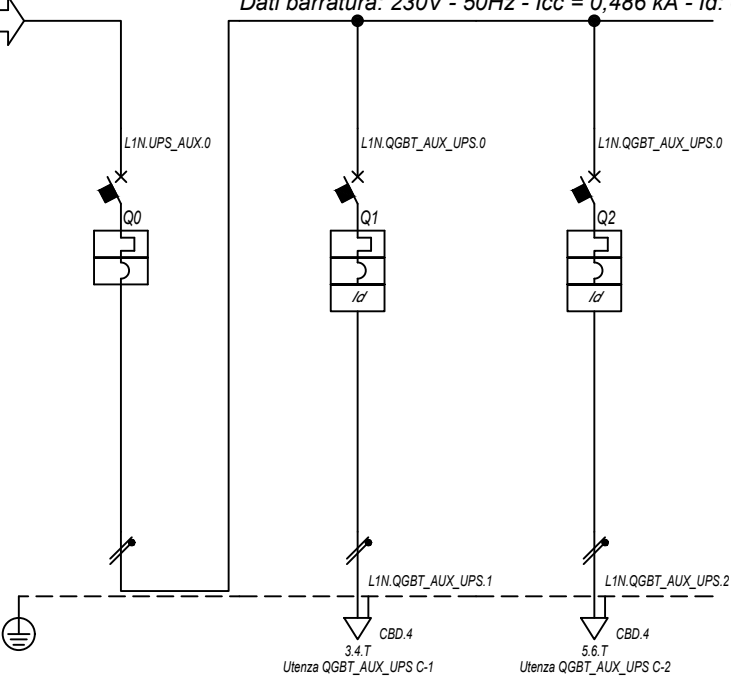 Dati barratura: 230V - 50Hz - Icc = 0,486 kA - Id:
L1N.UPS_AUX.0
L1N.QGBT_AUX_UPS.0
L1N.QGBT_AUX_UPS.0
Q0
Q1
Q2
Id
Id
L1N.QGBT_AUX_UPS.1
L1N.QGBT_AUX_UPS.2
CBD.4
CBD.4
3.4.T
5.6.T
Utenza QGBT_AUX_UPS C-1
Utenza QGBT_AUX_UPS C-2